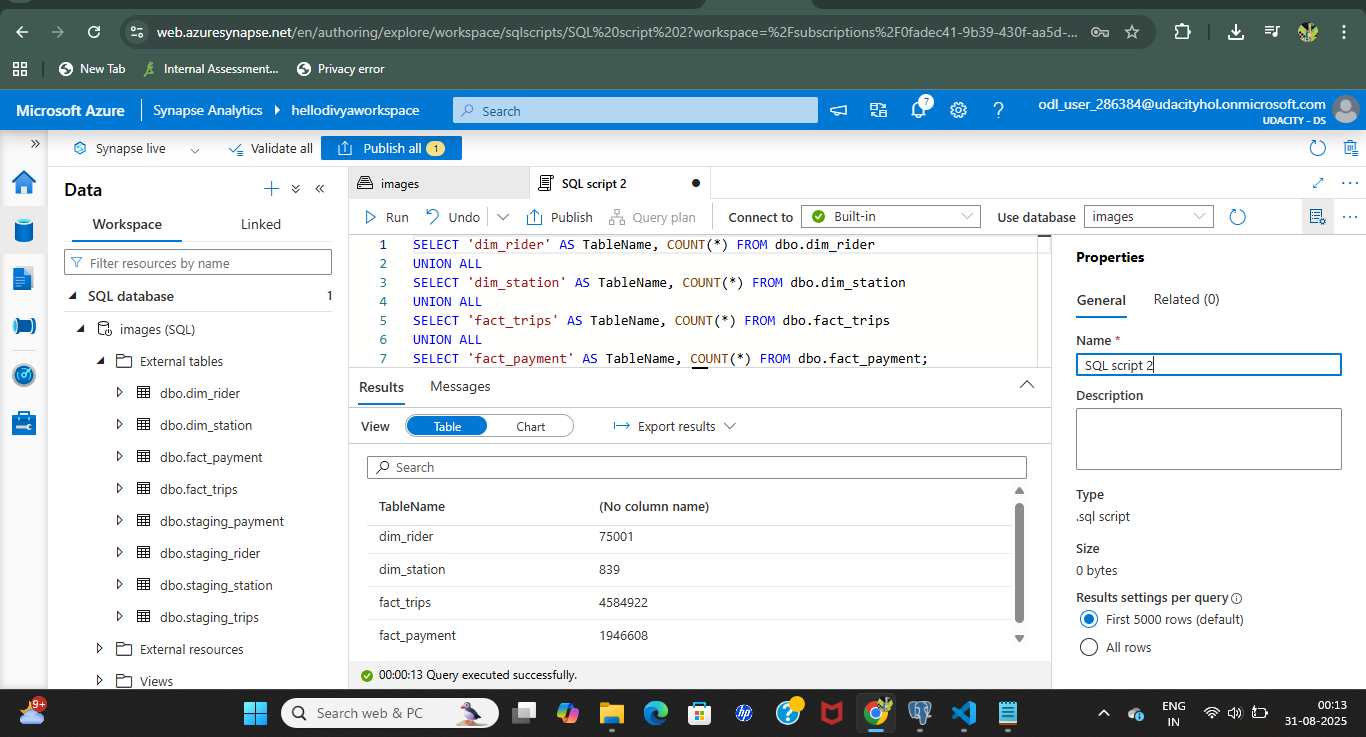 web.azuresynapse.net/en/authoring/explore/workspace/sqlscripts/SQL%20script%202?workspace=%2Fsubscriptions%2F0fadec41-9b39-430f-aa5d-...
New Tab
Internal Assessment...
Privacy error
Microsoft Azure
Synapse Analytics
hellodivyaworkspace
Search
7
odl_user_286384@udacityhol.onmicrosoft.com
UDACITY - DS
Synapse live
Validate all
Publish all 1
Data
Workspace
Linked
Filter resources by name
SQL database 1
images (SQL)
External tables
dbo.dim_rider
dbo.dim_station
dbo.fact_payment
dbo.fact_trips
dbo.staging_payment
dbo.staging_rider
dbo.staging_station
dbo.staging_trips
External resources
Views
images
SQL script 2
Run
Undo
Publish
Query plan
Connect to
Built-in
Use database
images
1 SELECT 'dim_rider' AS TableName, COUNT(*) FROM dbo.dim_rider
2 UNION ALL
3 SELECT 'dim_station' AS TableName, COUNT(*) FROM dbo.dim_station
4 UNION ALL
5 SELECT 'fact_trips' AS TableName, COUNT(*) FROM dbo.fact_trips
6 UNION ALL
7 SELECT 'fact_payment' AS TableName, COUNT(*) FROM dbo.fact_payment;
Results
Messages
View
Table
Chart
Export results
Search
TableName (No column name)
dim_rider 75001
dim_station 839
fact_trips 4584922
fact_payment 1946608
00:00:13 Query executed successfully.
Properties
General
Related (0)
Name *
SQL script 2
Description
Type
.sql script
Size
0 bytes
Results settings per query
First 5000 rows (default)
All rows
9+
Search web & PC
hp
ENG
IN
00:13
31-08-2025